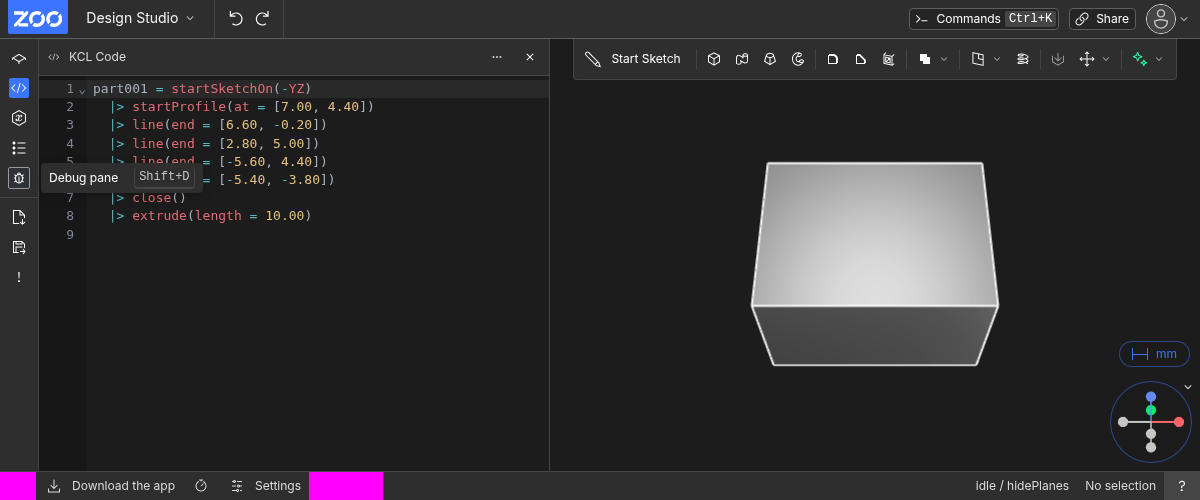 ZOO
Design Studio
Commands Ctrl+K
Share
KCL Code
Start Sketch
1 part001 = startSketchOn(-YZ)
2 |> startProfile(at = [7.00, 4.40])
3 |> line(end = [6.60, -0.20])
4 |> line(end = [2.80, 5.00])
5 |> line(end = [-5.60, 4.40])
= [-5.40, -3.80])
Debug pane Shift+D
7 |> close()
8 |> extrude(length = 10.00)
9
!
mm
Download the app
Settings
idle / hidePlanes
No selection
?